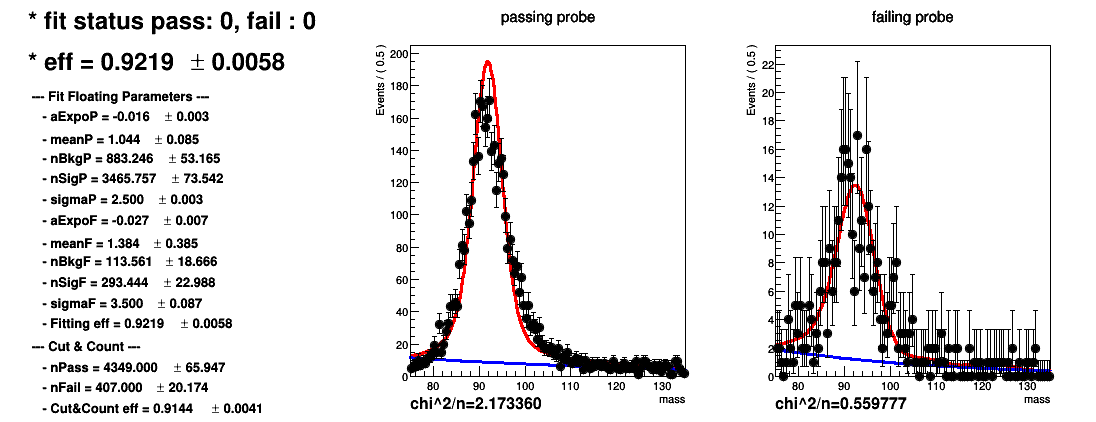 * fit status pass: 0, fail : 0
* eff = 0.9219 ± 0.0058
--- Fit Floating Parameters ---
- aExpoP = -0.016 ± 0.003
- meanP = 1.044 ± 0.085
- nBkgP = 883.246 ± 53.165
- nSigP = 3465.757 ± 73.542
- sigmaP = 2.500 ± 0.003
- aExpoF = -0.027 ± 0.007
- meanF = 1.384 ± 0.385
- nBkgF = 113.561 ± 18.666
- nSigF = 293.444 ± 22.988
- sigmaF = 3.500 ± 0.087
- Fitting eff = 0.9219 ± 0.0058
--- Cut & Count ---
- nPass = 4349.000 ± 65.947
- nFail = 407.000 ± 20.174
- Cut&Count eff = 0.9144 ± 0.0041
passing probe
Events / ( 0.5 )
200
180
160
140
120
100
80
60
40
20
0
80 90 100 110 120 130
mass
chi^2/n=2.173360
failing probe
Events / ( 0.5 )
22
20
18
16
14
12
10
8
6
4
2
0
80 90 100 110 120 130
mass
chi^2/n=0.559777